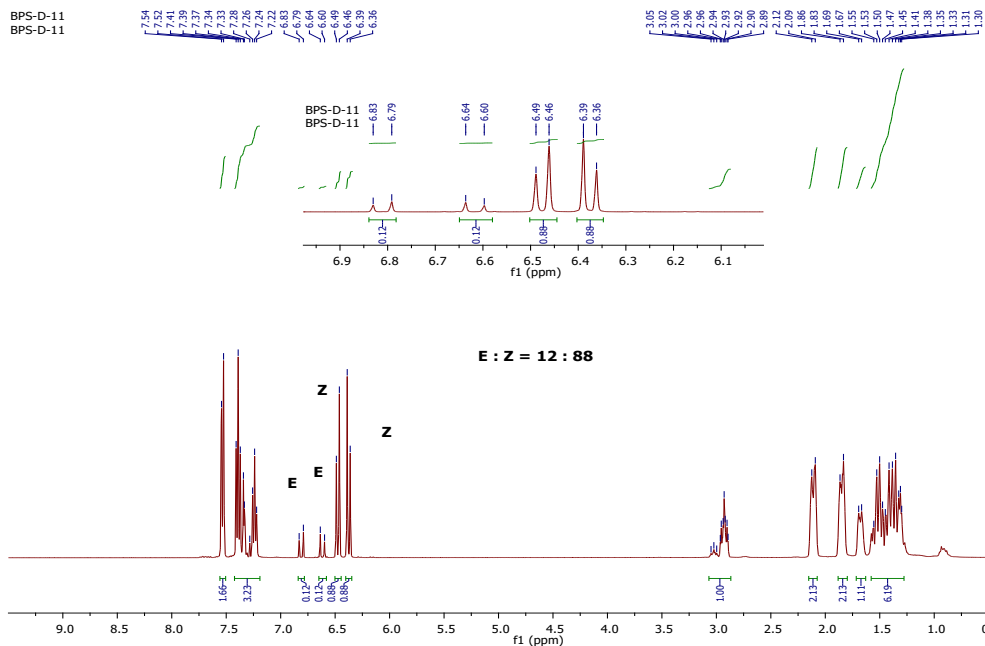 BPS-D-11
BPS-D-11
7.54 7.52 7.41 7.39 7.37 7.34 7.33 7.28 7.26 7.24 7.22 6.83 6.79 6.64 6.60 6.49 6.46 6.39 6.36 3.05 3.02 3.00 2.96 2.96 2.94 2.93 2.92 2.90 2.89 2.12 2.09 1.86 1.83 1.69 1.67 1.55 1.53 1.50 1.47 1.45 1.41 1.38 1.35 1.33 1.31 1.30
BPS-D-11
BPS-D-11
6.83 6.79 6.64 6.60 6.49 6.46 6.39 6.36
0.12 0.12 0.88 0.88
6.9 6.8 6.7 6.6 6.5 6.4 6.3 6.2 6.1
f1 (ppm)
E : Z = 12 : 88
Z
Z
E
E
1.66 3.23 0.12 0.12 0.88 0.88 1.00 2.13 2.13 1.11 6.19
9.0 8.5 8.0 7.5 7.0 6.5 6.0 5.5 5.0 4.5 4.0 3.5 3.0 2.5 2.0 1.5 1.0
f1 (ppm)